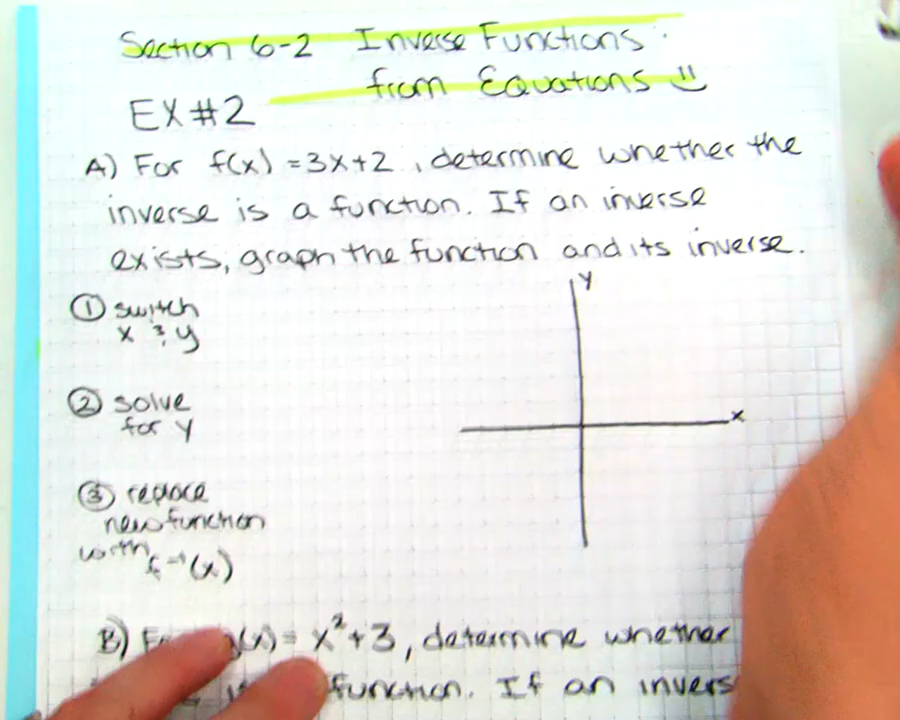 Section 6-2 Inverse Functions
from Equations
EX #2
A) For f(x) = 3x+2, determine whether the
inverse is a function. If an inverse
exists, graph the function and its inverse.
① switch
x & y
② solve
for y
③ replace
new function
with f⁻¹(x)
y
x
B) (x) = x²+3, determine whether
function. If an invers